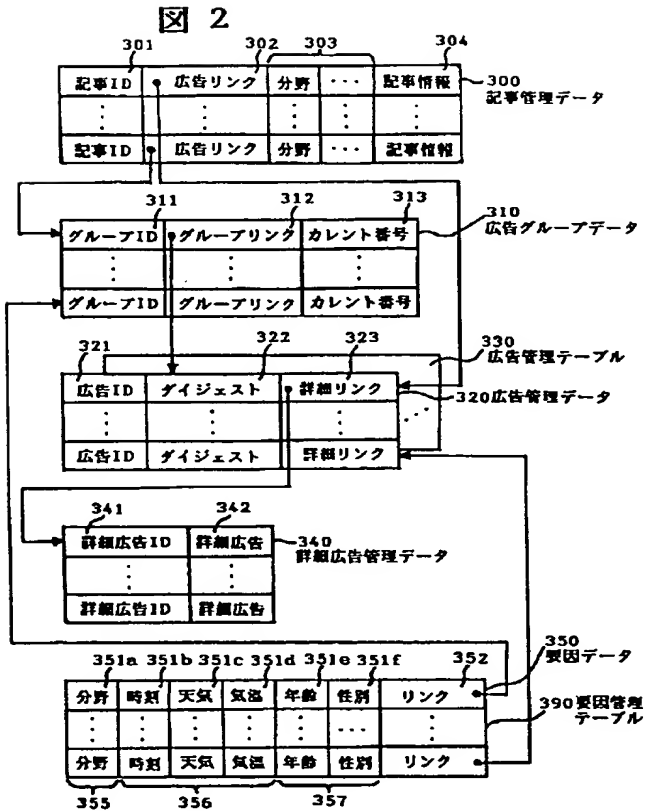 図 2
301 302 303 304
記事ID 広告リンク 分野 ... 記事情報
300
記事管理データ
記事ID 広告リンク 分野 ... 記事情報
311 312 313
グループID グループリンク カレント番号
310
広告グループデータ
グループID グループリンク カレント番号
321 322 323
330
広告管理テーブル
広告ID ダイジェスト 詳細リンク
320広告管理データ
広告ID ダイジェスト 詳細リンク
341 342
詳細広告ID 詳細広告
340
詳細広告管理データ
詳細広告ID 詳細広告
351a 351b 351c 351d 351e 351f 352
350
要因データ
分野 時刻 天気 気温 年齢 性別 リンク
390要因管理
テーブル
分野 時刻 天気 気温 年齢 性別 リンク
355 356 357